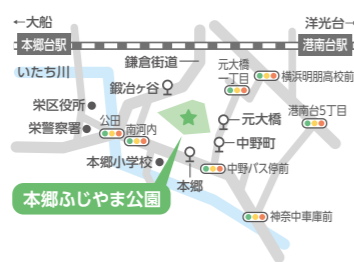 ←大船
洋光台→
本郷台駅
港南台駅
鎌倉街道
元大橋
一丁目
横浜明朋高校前
いたち川
鍛冶ヶ谷
栄区役所
港南台5丁目
元大橋
公田
栄警察署
南河内
中野町
本郷小学校
中野バス停前
本郷
本郷ふじやま公園
神奈中車庫前